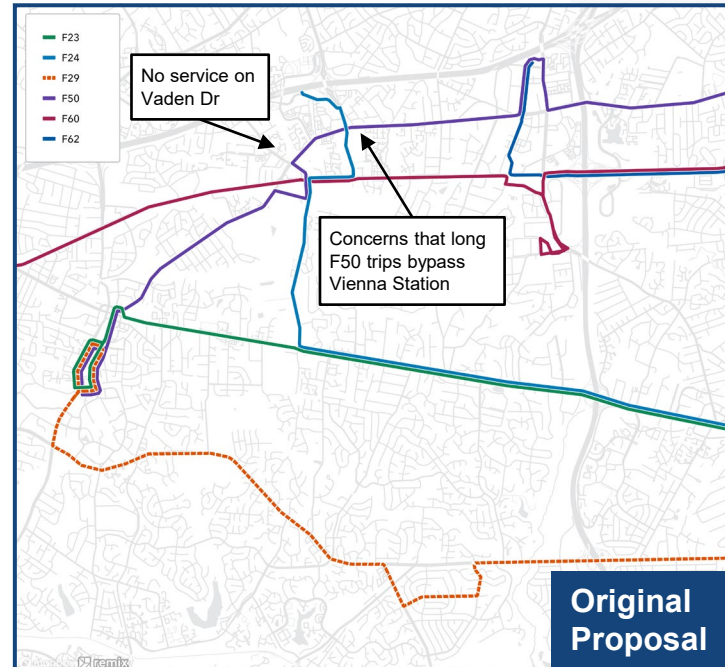 F23
F24
F29
F50
F60
F62
No service on
Vaden Dr
Concerns that long
F50 trips bypass
Vienna Station
Original
Proposal
remix